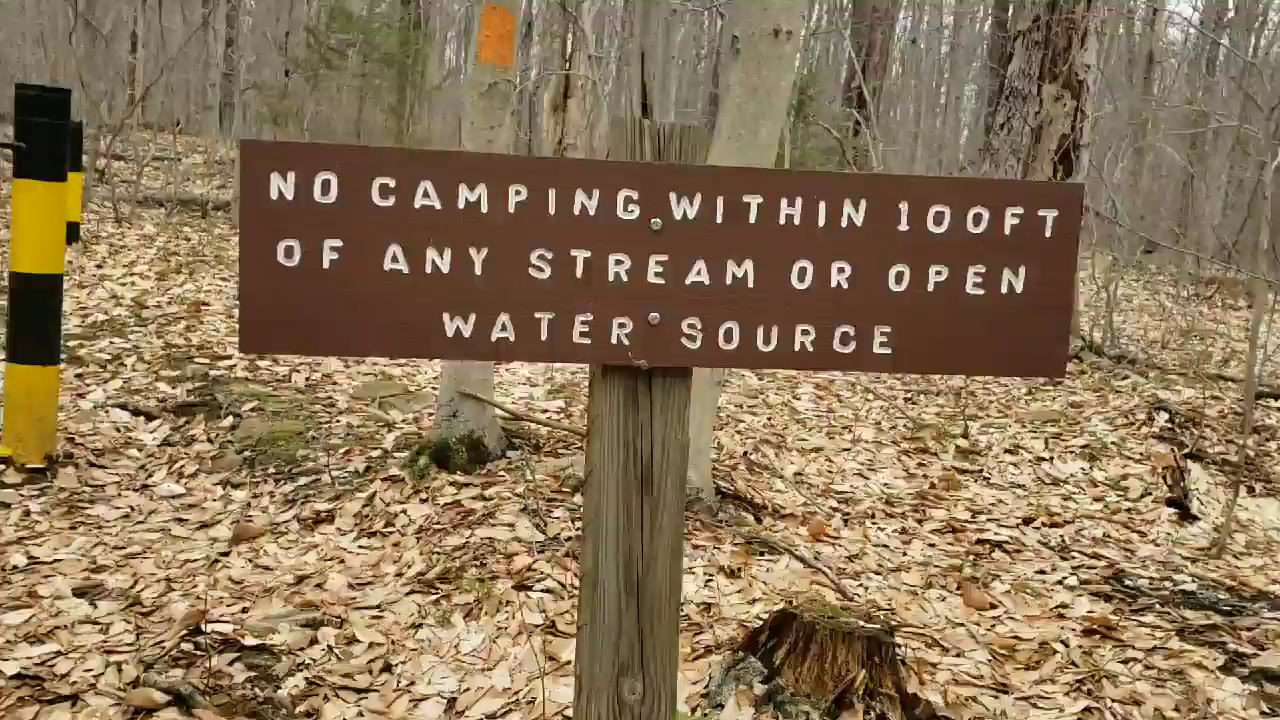 NO CAMPING WITHIN 100FT
OF ANY STREAM OR OPEN
WATER SOURCE